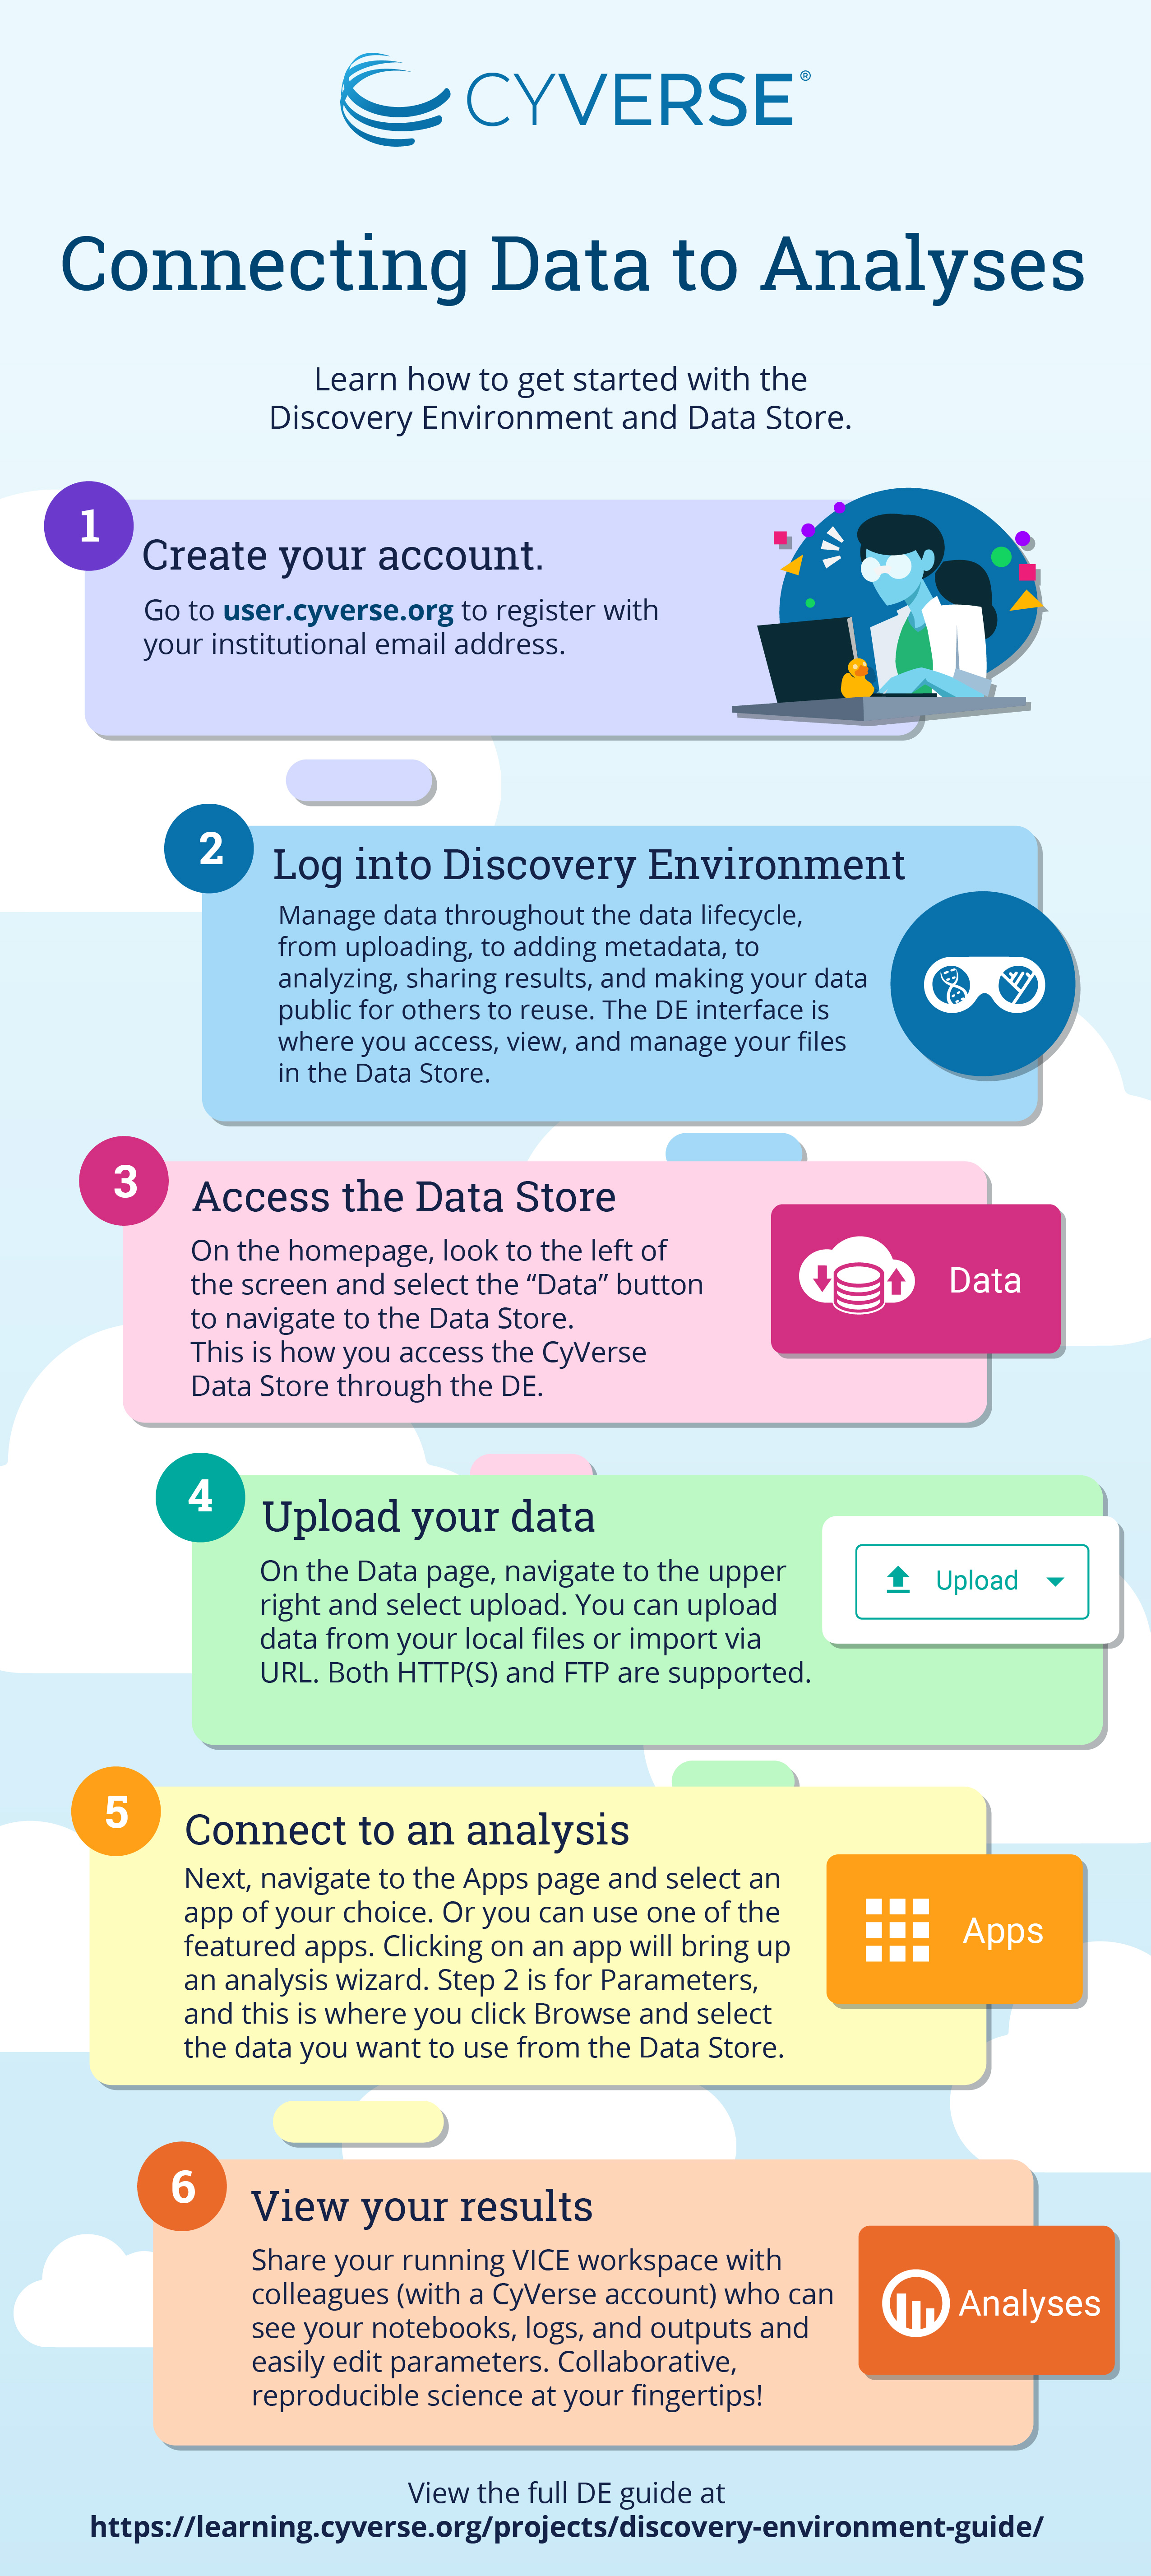 CYVERSE®
Connecting Data to Analyses
Learn how to get started with the
Discovery Environment and Data Store.
1
Create your account.
Go to user.cyverse.org to register with
your institutional email address.
2
Log into Discovery Environment
Manage data throughout the data lifecycle,
from uploading, to adding metadata, to
analyzing, sharing results, and making your data
public for others to reuse. The DE interface is
where you access, view, and manage your files
in the Data Store.
3
Access the Data Store
On the homepage, look to the left of
the screen and select the “Data” button
to navigate to the Data Store.
This is how you access the CyVerse
Data Store through the DE.
Data
4
Upload your data
On the Data page, navigate to the upper
right and select upload. You can upload
data from your local files or import via
URL. Both HTTP(S) and FTP are supported.
Upload
5
Connect to an analysis
Next, navigate to the Apps page and select an
app of your choice. Or you can use one of the
featured apps. Clicking on an app will bring up
an analysis wizard. Step 2 is for Parameters,
and this is where you click Browse and select
the data you want to use from the Data Store.
Apps
6
View your results
Share your running VICE workspace with
colleagues (with a CyVerse account) who can
see your notebooks, logs, and outputs and
easily edit parameters. Collaborative,
reproducible science at your fingertips!
Analyses
View the full DE guide at
https://learning.cyverse.org/projects/discovery-environment-guide/